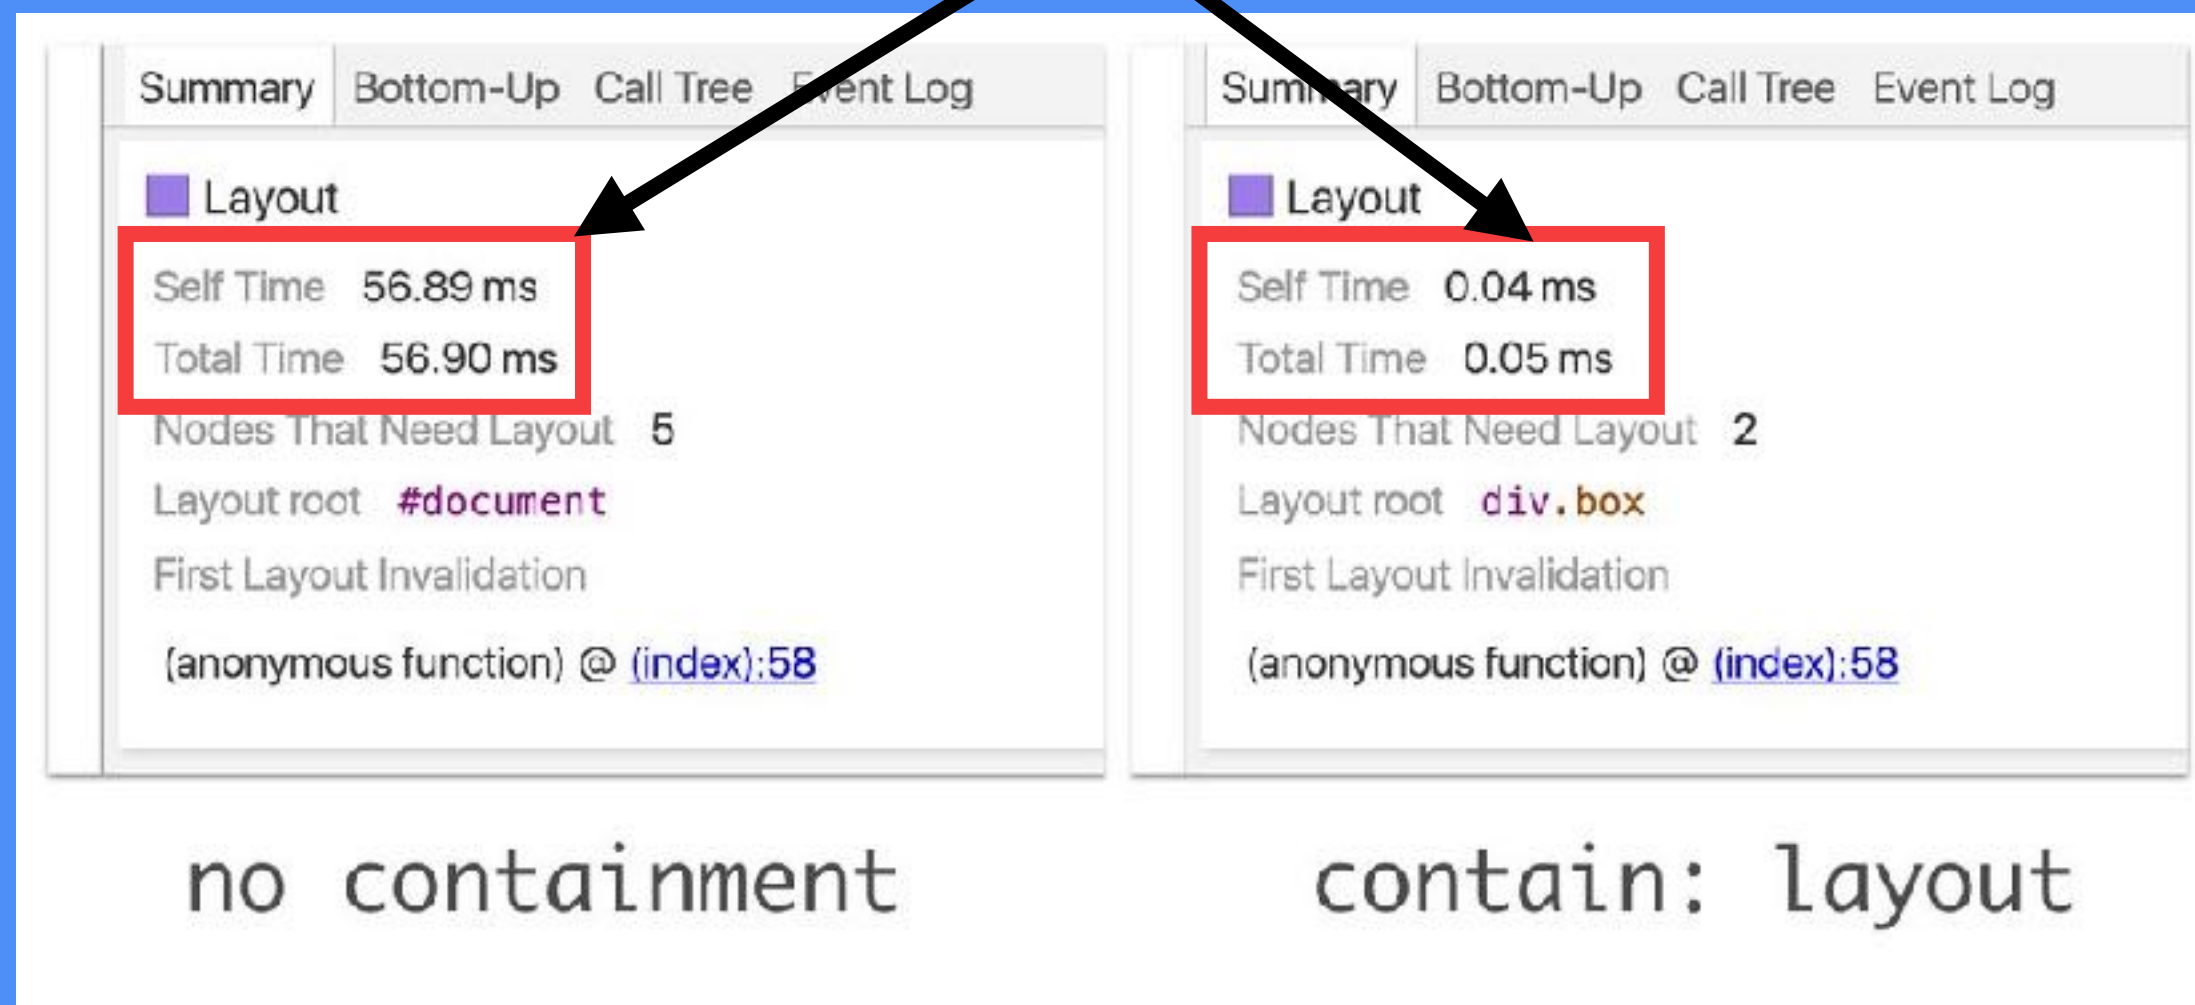 Summary Bottom-Up Call Tree Event Log
Layout
Self Time 56.89 ms
Total Time 56.90 ms
Nodes That Need Layout 5
Layout root #document
First Layout Invalidation
(anonymous function) @ (index):58
no containment
Summary Bottom-Up Call Tree Event Log
Layout
Self Time 0.04 ms
Total Time 0.05 ms
Nodes That Need Layout 2
Layout root div.box
First Layout Invalidation
(anonymous function) @ (index):58
contain: layout